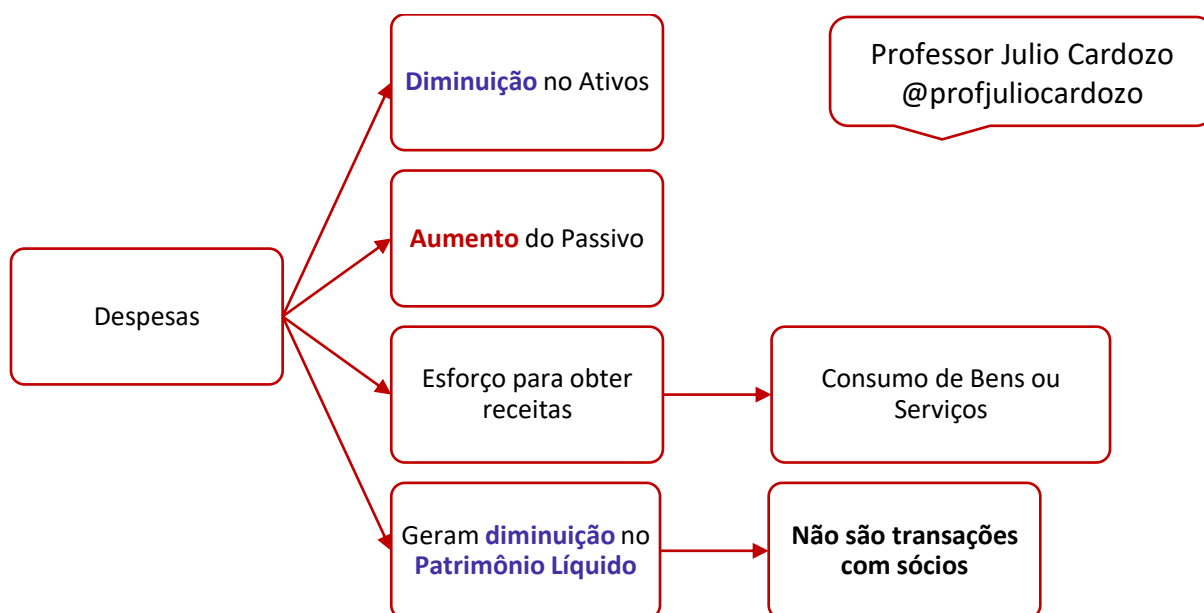 Professor Julio Cardozo
@profjuliocardozo
Diminuição no Ativos
Aumento do Passivo
Despesas
Esforço para obter
receitas
Consumo de Bens ou
Serviços
Geram diminuição no
Patrimônio Líquido
Não são transações
com sócios